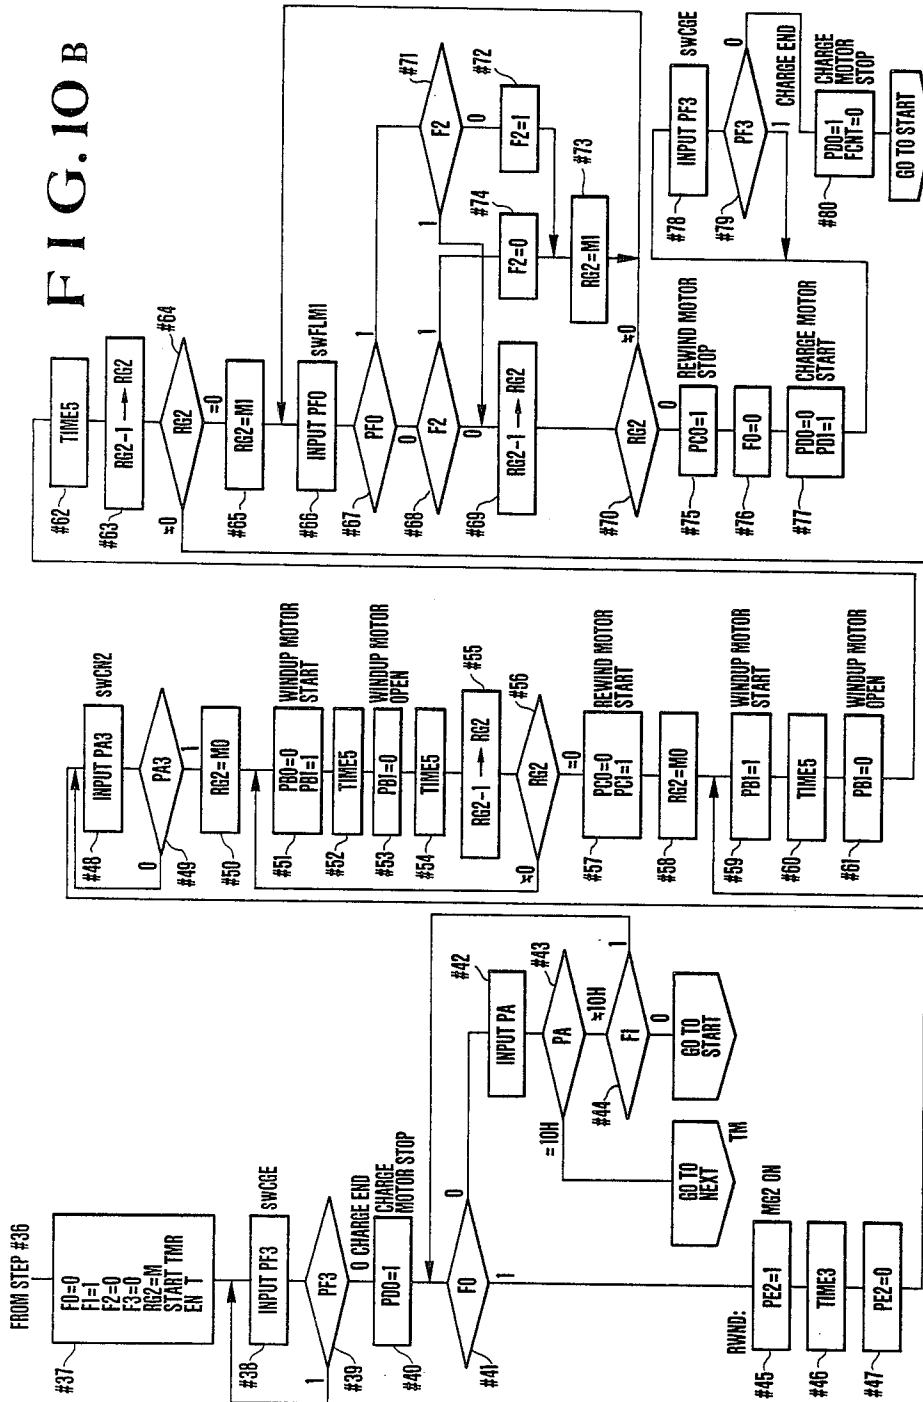 FIG.10B
FROM STEP #36
F0=0
F1=1
F2=0
F3=0
RG2=M
START TMR
EN T
#37
INPUT PF3
swCGE
#38
PF3
1
#39
0 CHARGE END
PD0=1
CHARGE
MOTOR STOP
#40
F0
0
1
#41
INPUT PA
#42
PA
#43
=10H
≠10H
F1
1
0
#44
GO TO
NEXT
TM
GO TO
START
RWND:
PE2=1
MG2 ON
#45
TIME3
#46
PE2=0
#47
INPUT PA3
swCN2
#48
PA3
0
1
#49
RG2=M0
#50
PB0=0
PB1=1
WINDUP MOTOR
START
#51
TIME5
#52
PB1=0
WINDUP MOTOR
OPEN
#53
TIME5
#54
RG2-1 → RG2
#55
RG2
#56
≠0
=0
PC0=0
PC1=1
REWIND MOTOR
START
#57
RG2=M0
#58
PB1=1
WINDUP MOTOR
START
#59
TIME5
#60
PB1=0
WINDUP MOTOR
OPEN
#61
TIME5
#62
RG2-1 → RG2
#63
RG2
#64
≠0
=0
RG2=M1
#65
INPUT PF0
swFLM1
#66
PF0
1
0
#67
F2
1
0
#68
RG2-1 → RG2
#69
RG2
≠0
0
#70
F2
#71
1
0
F2=1
#72
F2=0
#74
RG2=M1
#73
PC0=1
REWIND MOTOR
STOP
#75
F0=0
#76
PD0=0
PD1=1
CHARGE MOTOR
START
#77
INPUT PF3
swCGE
#78
PF3
0
1
#79
CHARGE END
PD0=1
FCNT=0
CHARGE
MOTOR
STOP
#80
GO TO START